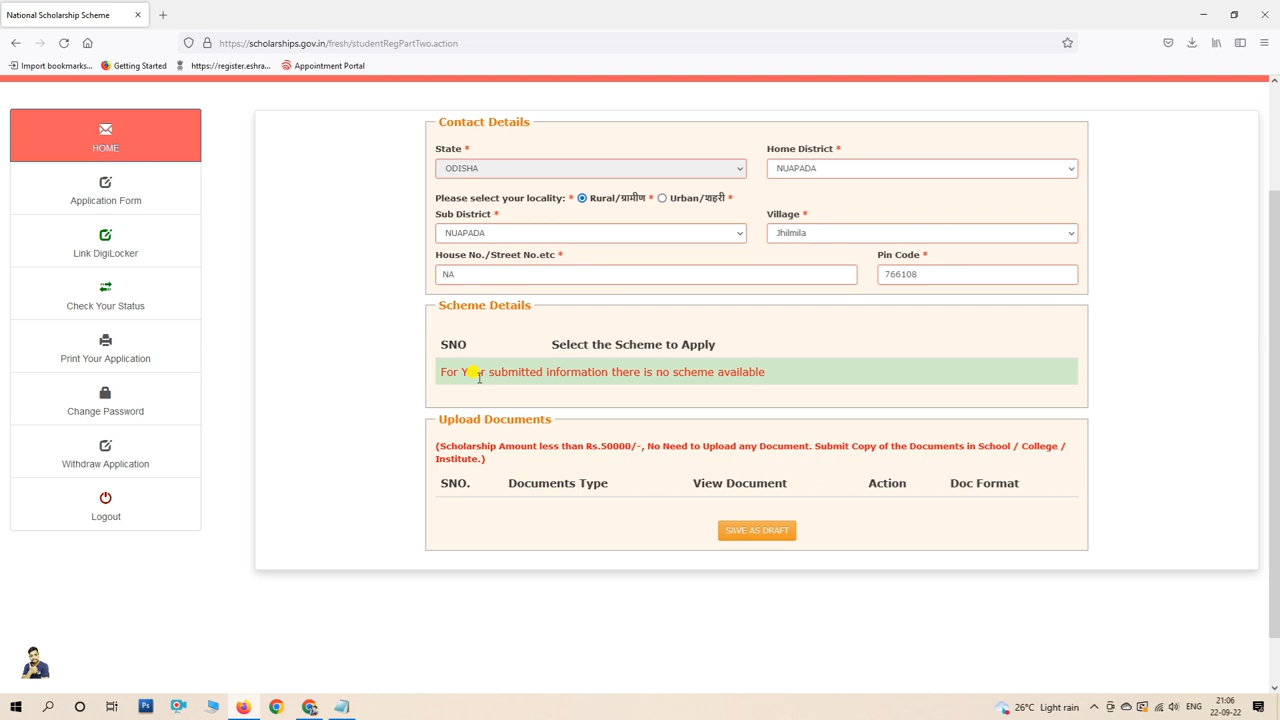 National Scholarship Scheme
https://scholarships.gov.in/fresh/studentRegPartTwo.action
Import bookmarks... Getting Started https://register.eshra... Appointment Portal
HOME
Application Form
Link DigiLocker
Check Your Status
Print Your Application
Change Password
Withdraw Application
Logout
Contact Details
State * Home District *
ODISHA NUAPADA
Please select your locality: * Rural/ग्रामीण * Urban/शहरी *
Sub District * Village *
NUAPADA Jhilmila
House No./Street No.etc * Pin Code *
NA 766108
Scheme Details
SNO Select the Scheme to Apply
For Your submitted information there is no scheme available
Upload Documents
(Scholarship Amount less than Rs.50000/-, No Need to Upload any Document. Submit Copy of the Documents in School / College /
Institute.)
SNO. Documents Type View Document Action Doc Format
SAVE AS DRAFT
Ps 26°C Light rain ENG 21:06
22-09-22